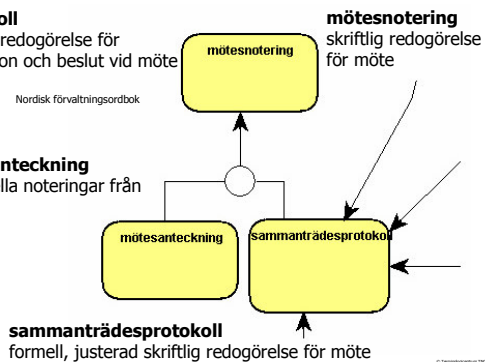 oll
redogörelse för
on och beslut vid möte
Nordisk förvaltningsordbok
mötesnotering
skriftlig redogörelse
för möte
mötesnotering
nteckning
lla noteringar från
mötesanteckning
sammanträdesprotokoll
sammanträdesprotokoll
formell, justerad skriftlig redogörelse för möte